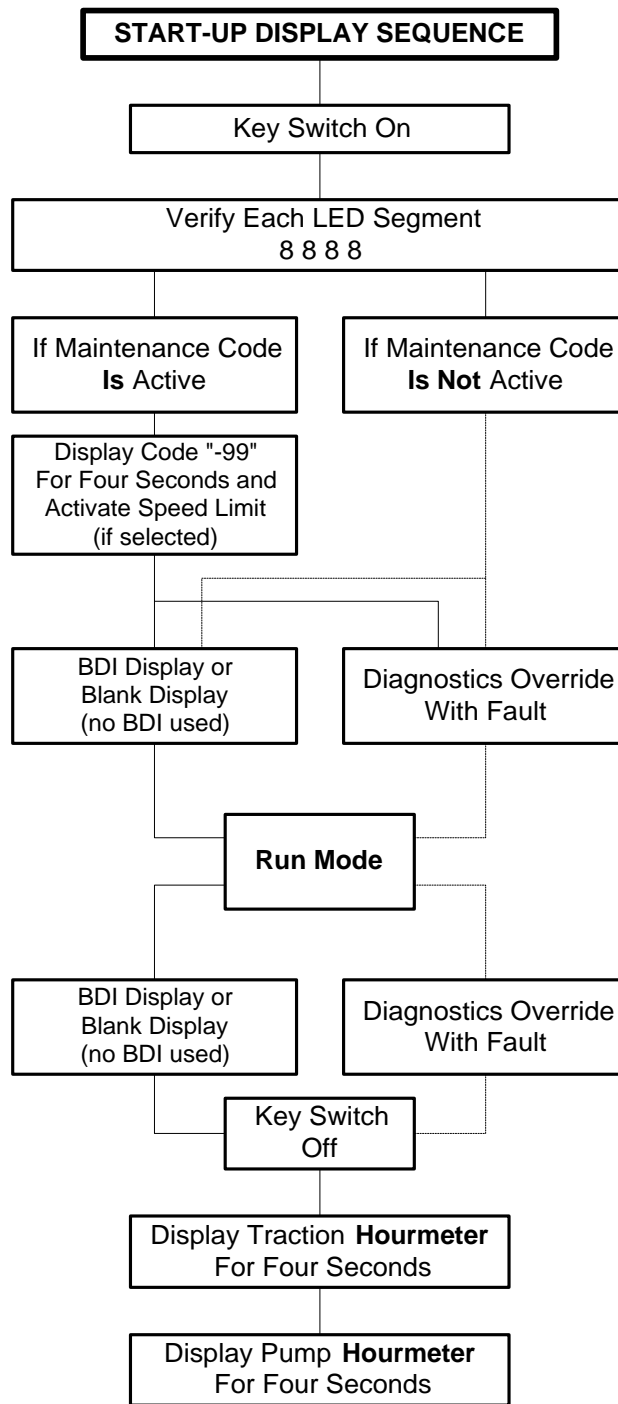 START-UP DISPLAY SEQUENCE
Key Switch On
Verify Each LED Segment
8 8 8 8
If Maintenance Code
Is Active
If Maintenance Code
Is Not Active
Display Code "-99"
For Four Seconds and
Activate Speed Limit
(if selected)
BDI Display or
Blank Display
(no BDI used)
Diagnostics Override
With Fault
Run Mode
BDI Display or
Blank Display
(no BDI used)
Diagnostics Override
With Fault
Key Switch
Off
Display Traction Hourmeter
For Four Seconds
Display Pump Hourmeter
For Four Seconds